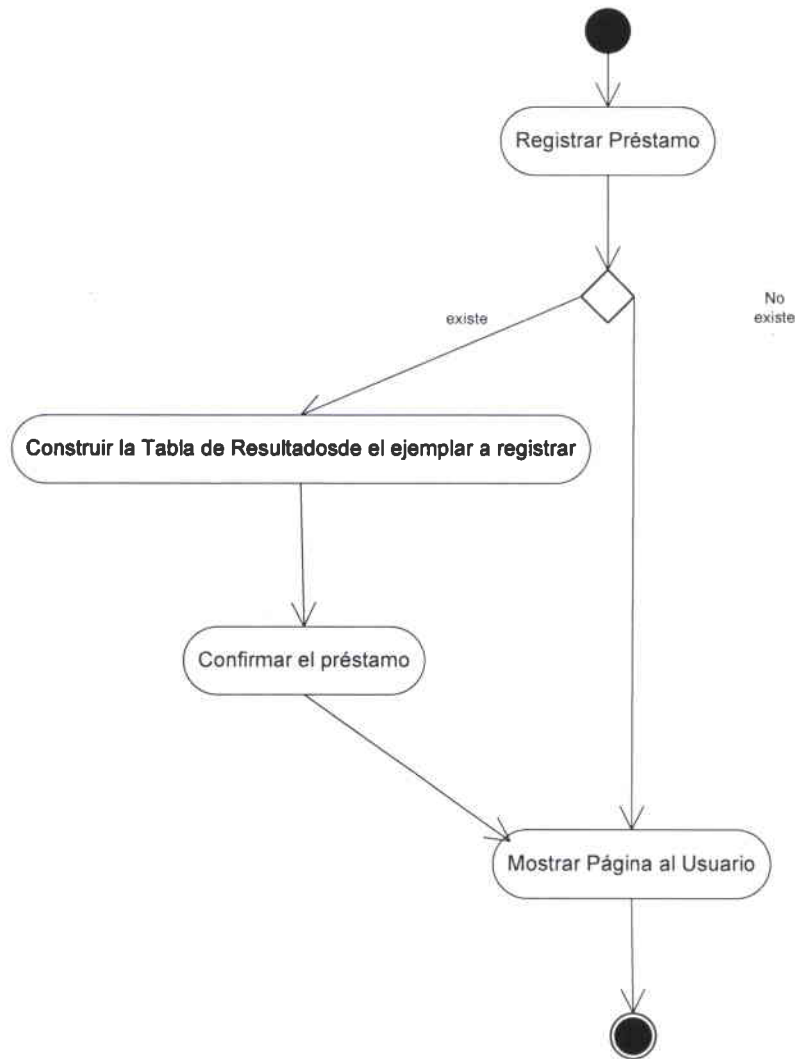 Registrar Préstamo
existe
No
existe
Construir la Tabla de Resultadosde el ejemplar a registrar
Confirmar el préstamo
Mostrar Página al Usuario